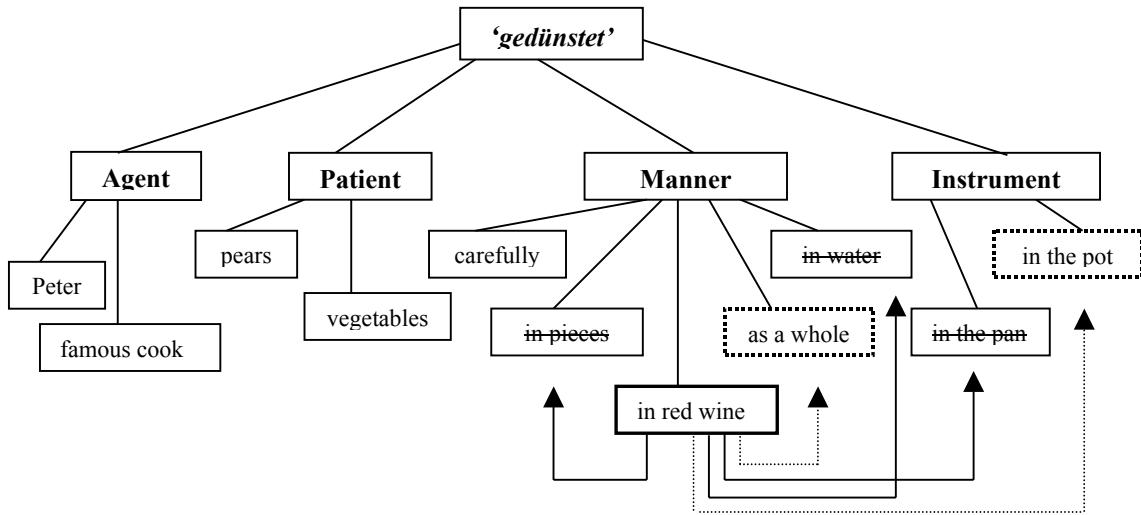 ‘gedünstet’
Agent
Patient
Manner
Instrument
pears
carefully
in water
in the pot
Peter
vegetables
in pieces
as a whole
in the pan
famous cook
in red wine